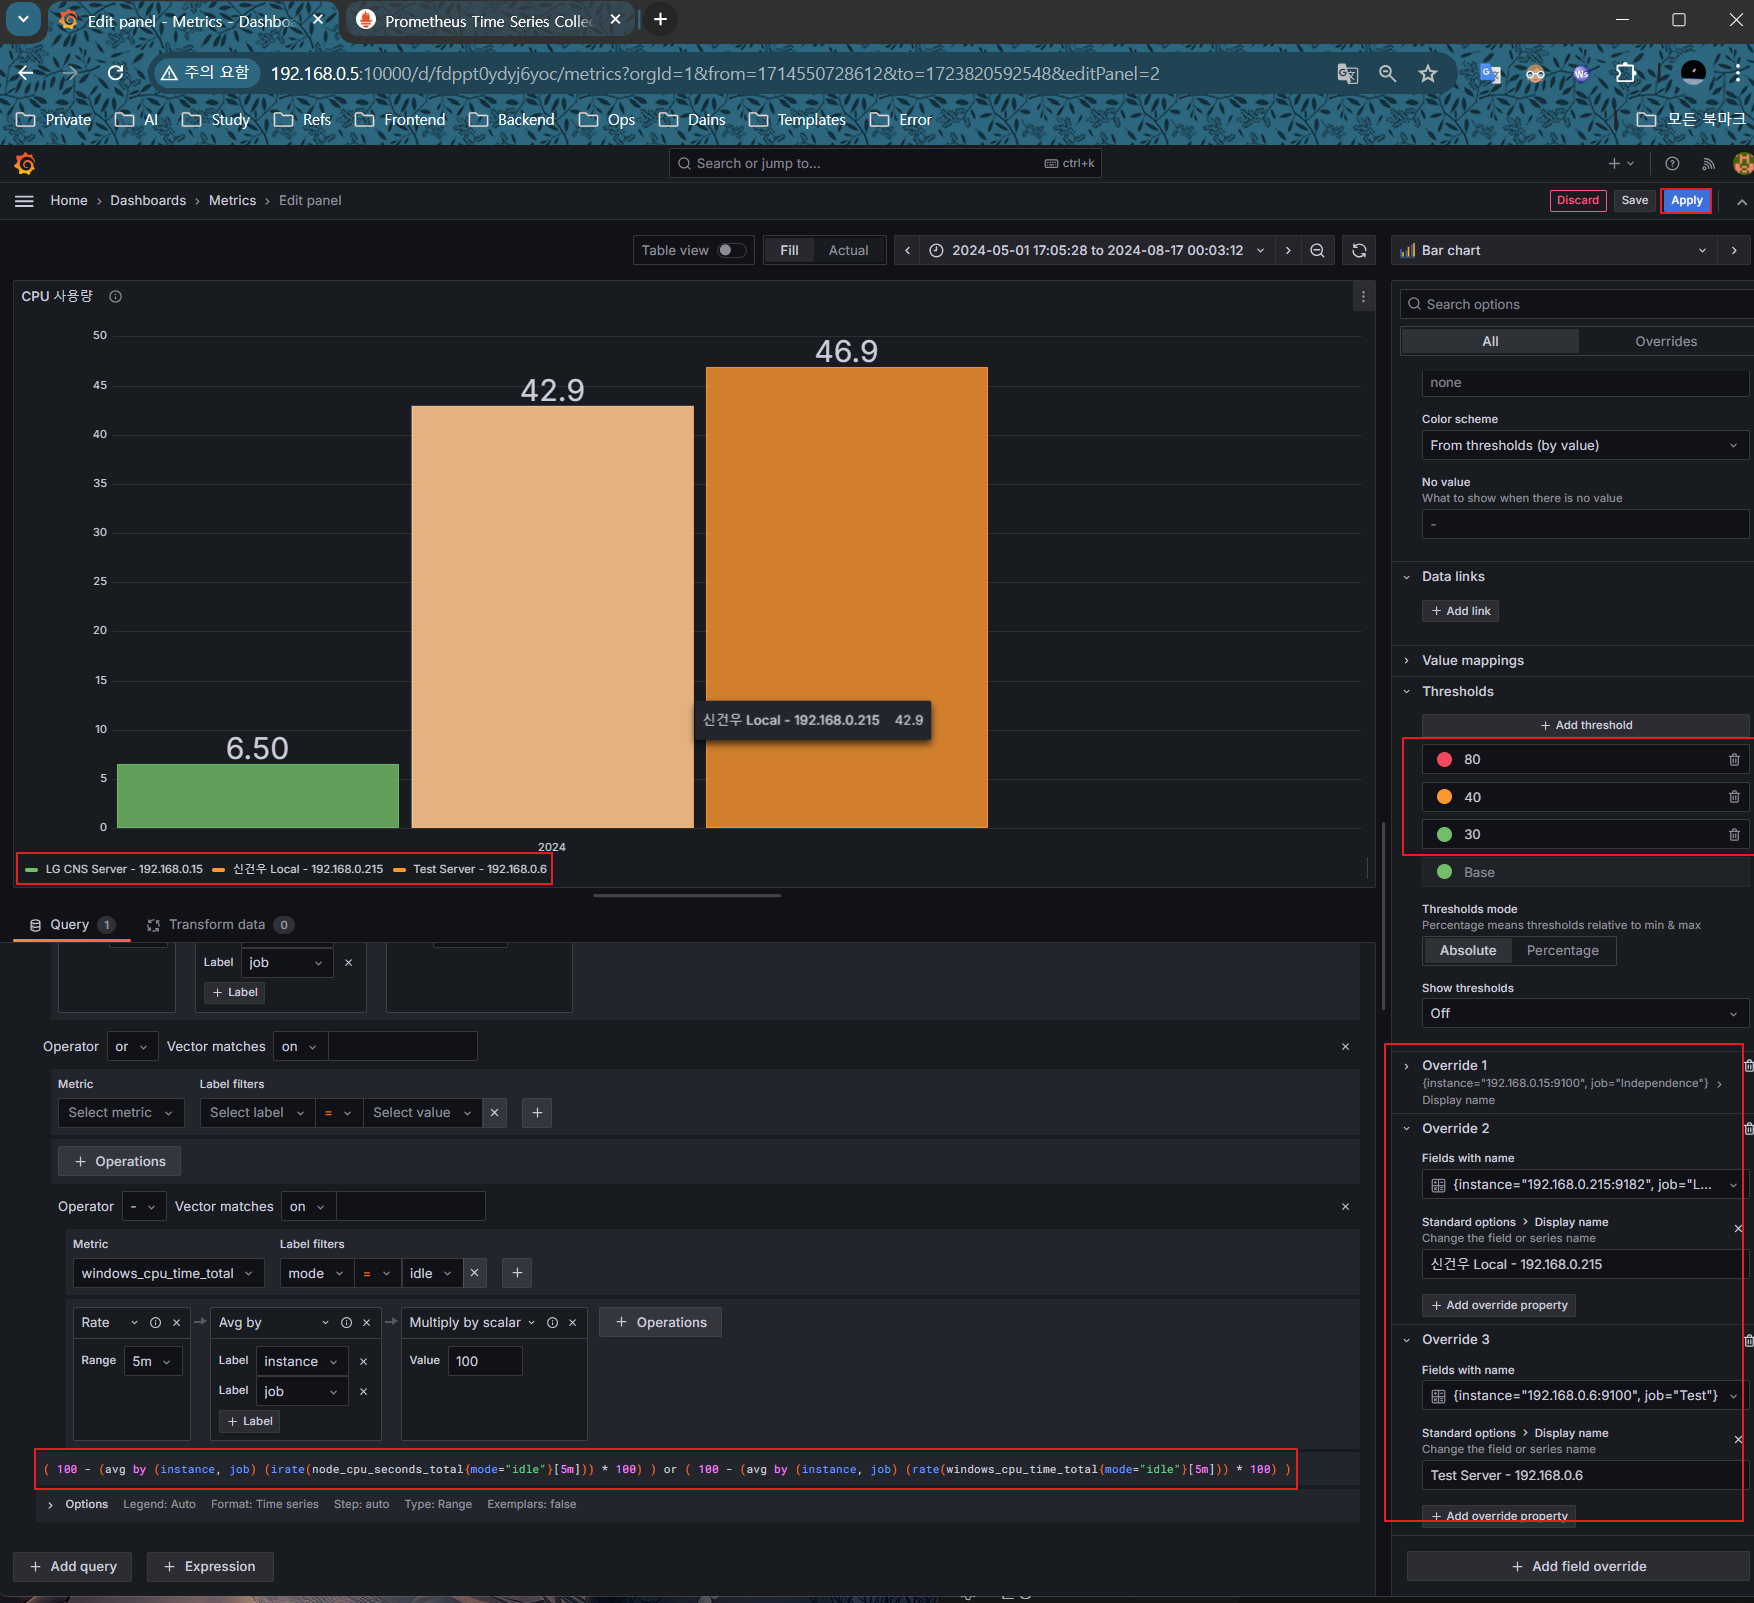 Edit panel - Metrics - Dashbo
Prometheus Time Series Collec
주의 요함
192.168.0.5:10000/d/fdppt0ydyj6yoc/metrics?orgId=1&from=1714550728612&to=1723820592548&editPanel=2
Private
AI
Study
Refs
Frontend
Backend
Ops
Dains
Templates
Error
모든 북마크
Search or jump to...
ctrl+k
Home › Dashboards › Metrics › Edit panel
Discard
Save
Apply
Table view
Fill
Actual
2024-05-01 17:05:28 to 2024-08-17 00:03:12
Bar chart
CPU 사용량
50
45
40
35
30
25
20
15
10
5
0
6.50
42.9
46.9
신건우 Local - 192.168.0.215 42.9
2024
LG CNS Server - 192.168.0.15
신건우 Local - 192.168.0.215
Test Server - 192.168.0.6
Query 1
Transform data 0
Label job
+ Label
Operator or Vector matches on
Metric
Label filters
Select metric
Select label = Select value
+ Operations
Operator - Vector matches on
Metric
Label filters
windows_cpu_time_total
mode = idle
Rate
Avg by
Multiply by scalar
+ Operations
Range 5m
Label instance
Value 100
Label job
+ Label
( 100 - (avg by (instance, job) (irate(node_cpu_seconds_total{mode="idle"}[5m])) * 100) ) or ( 100 - (avg by (instance, job) (rate(windows_cpu_time_total{mode="idle"}[5m])) * 100) )
Options Legend: Auto Format: Time series Step: auto Type: Range Exemplars: false
+ Add query
+ Expression
Search options
All
Overrides
none
Color scheme
From thresholds (by value)
No value
What to show when there is no value
-
Data links
+ Add link
Value mappings
Thresholds
+ Add threshold
80
40
30
Base
Thresholds mode
Percentage means thresholds relative to min & max
Absolute
Percentage
Show thresholds
Off
Override 1
{instance="192.168.0.15:9100", job="Independence"} ›
Display name
Override 2
Fields with name
{instance="192.168.0.215:9182", job="L...
Standard options > Display name
Change the field or series name
신건우 Local - 192.168.0.215
+ Add override property
Override 3
Fields with name
{instance="192.168.0.6:9100", job="Test"}
Standard options > Display name
Change the field or series name
Test Server - 192.168.0.6
+ Add override property
+ Add field override